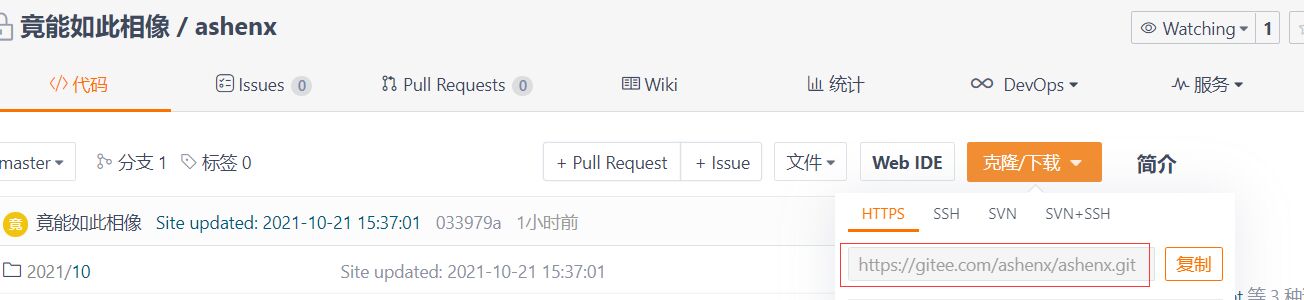 竟能如此相像 / ashenx
Watching 1
代码 Issues 0 Pull Requests 0 Wiki 统计 DevOps 服务
master 分支 1 标签 0 + Pull Request + Issue 文件 Web IDE 克隆/下载 简介
HTTPS SSH SVN SVN+SSH
竟 竟能如此相像 Site updated: 2021-10-21 15:37:01 033979a 1小时前
https://gitee.com/ashenx/ashenx.git 复制
2021/10 Site updated: 2021-10-21 15:37:01
等 3 种